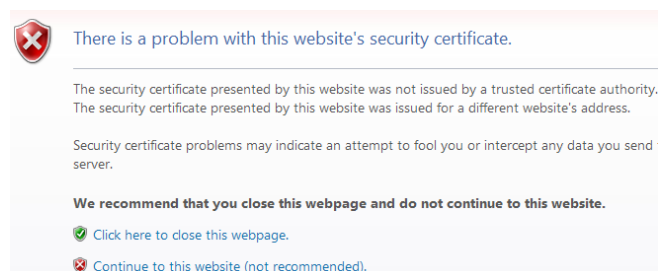 There is a problem with this website's security certificate.
The security certificate presented by this website was not issued by a trusted certificate authority.
The security certificate presented by this website was issued for a different website's address.
Security certificate problems may indicate an attempt to fool you or intercept any data you send
server.
We recommend that you close this webpage and do not continue to this website.
Click here to close this webpage.
Continue to this website (not recommended).